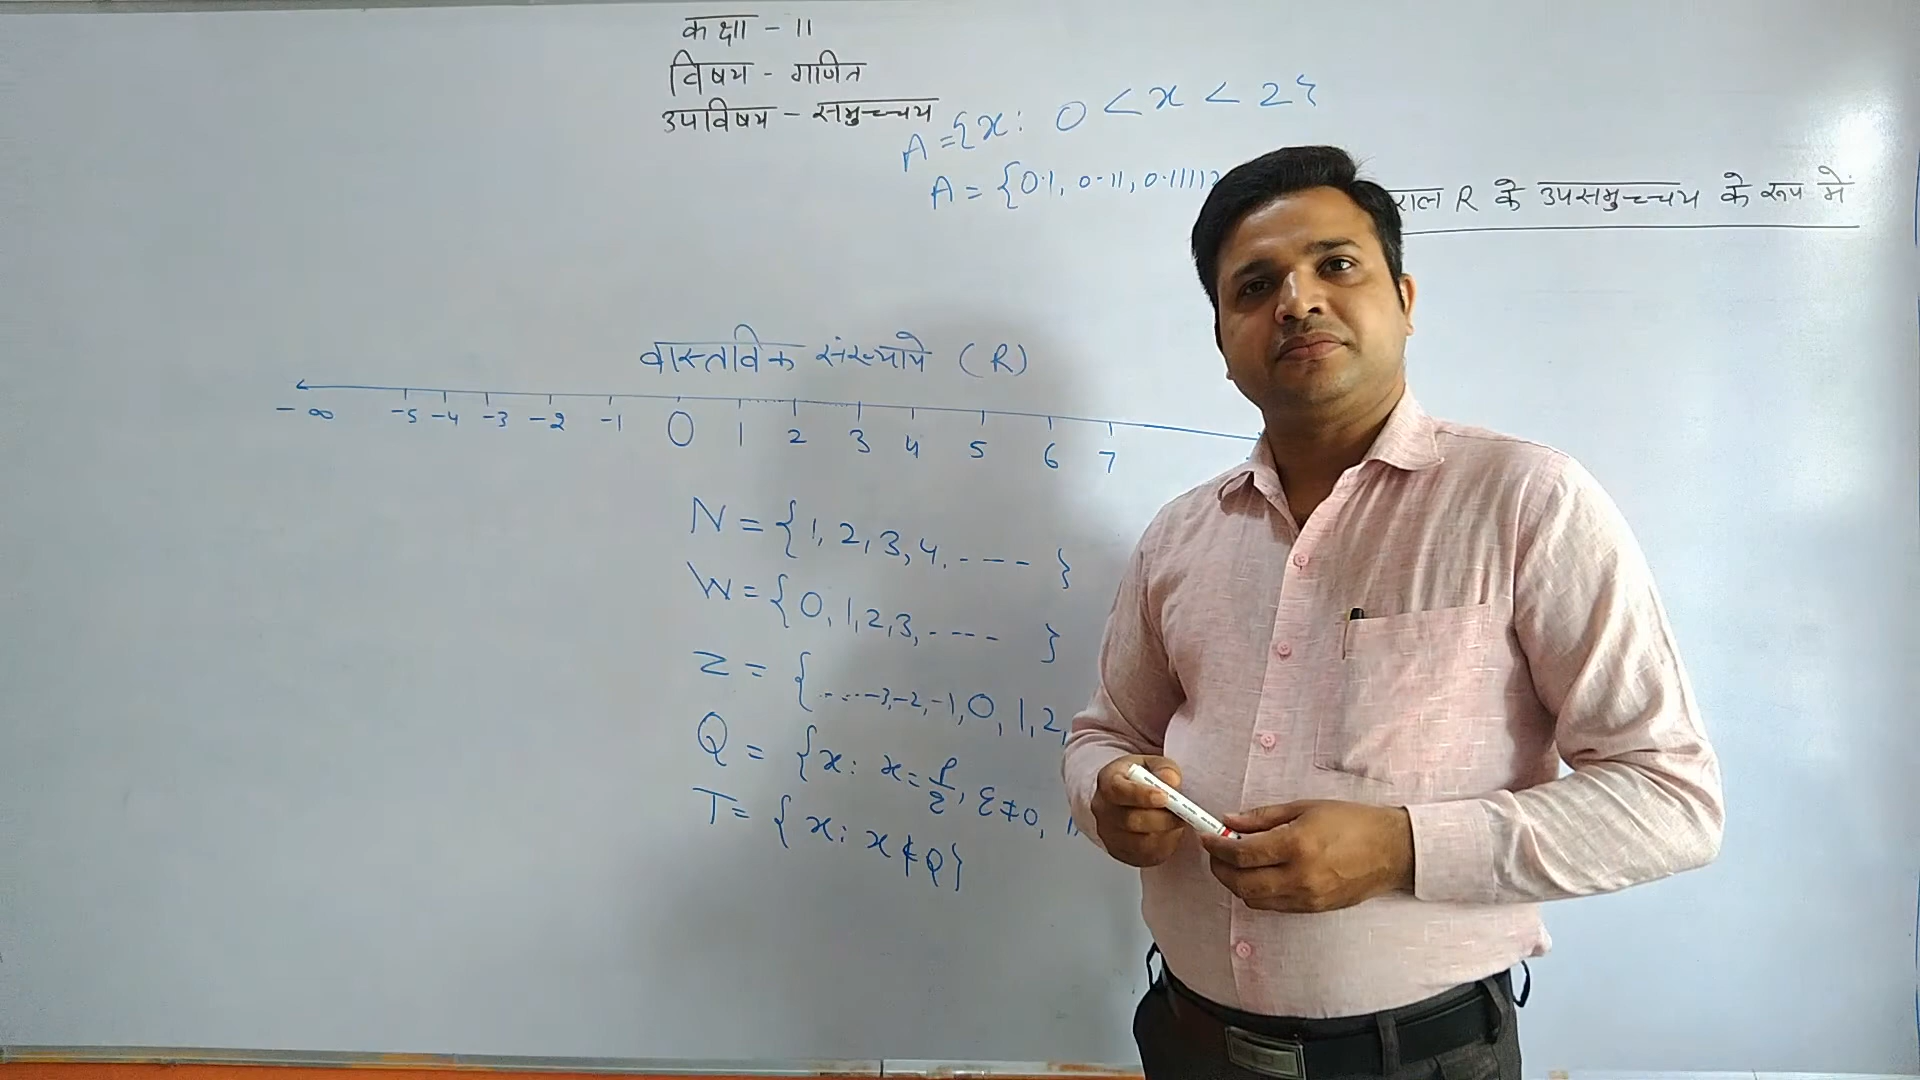 कक्षा - 11
विषय - गणित
उपविषय - समुच्चय
A = {x: 0 < x < 2}
A = {0.1, 0.11, 0.1111
राल R के उपसमुच्चय के रूप में
वास्तविक संख्याये (R)
-∞ -5 -4 -3 -2 -1 0 1 2 3 4 5 6 7
N = {1, 2, 3, 4. ---- }
W = {0, 1, 2, 3, ---- }
Z = {.....-3, -2, -1, 0, 1, 2,
Q = {x: x = p/q, q ≠ 0,
T = {x: x ∉ Q}